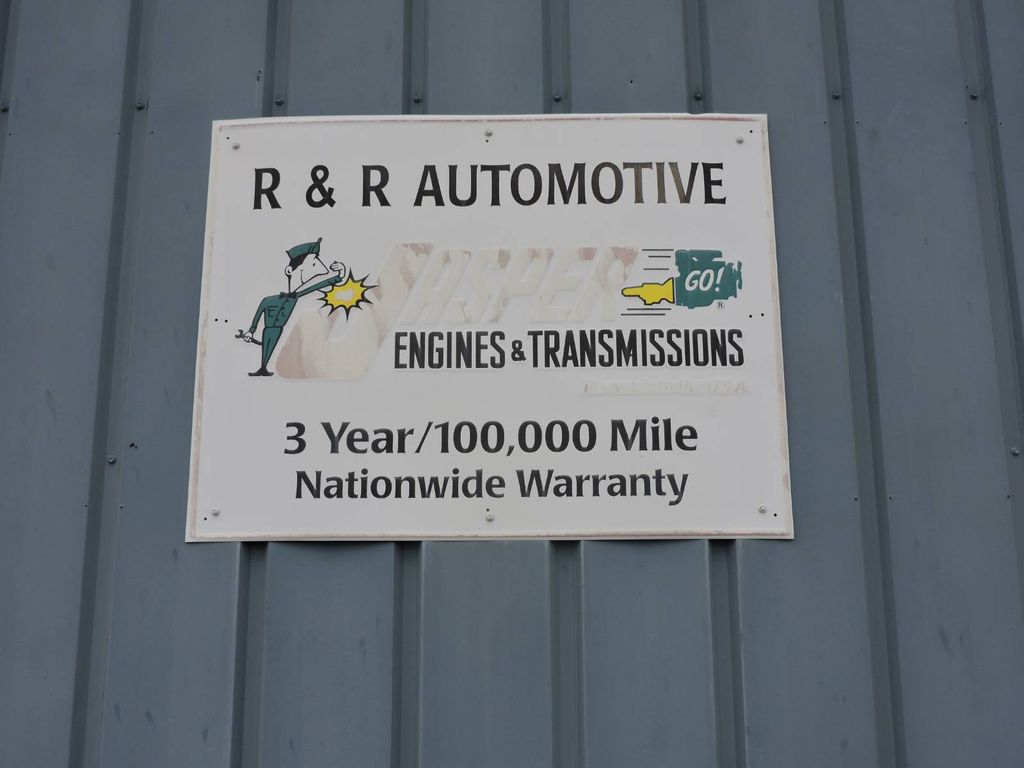 R & R AUTOMOTIVE
JASPER GO! ®
ENGINES & TRANSMISSIONS
3 Year/100,000 Mile
Nationwide Warranty